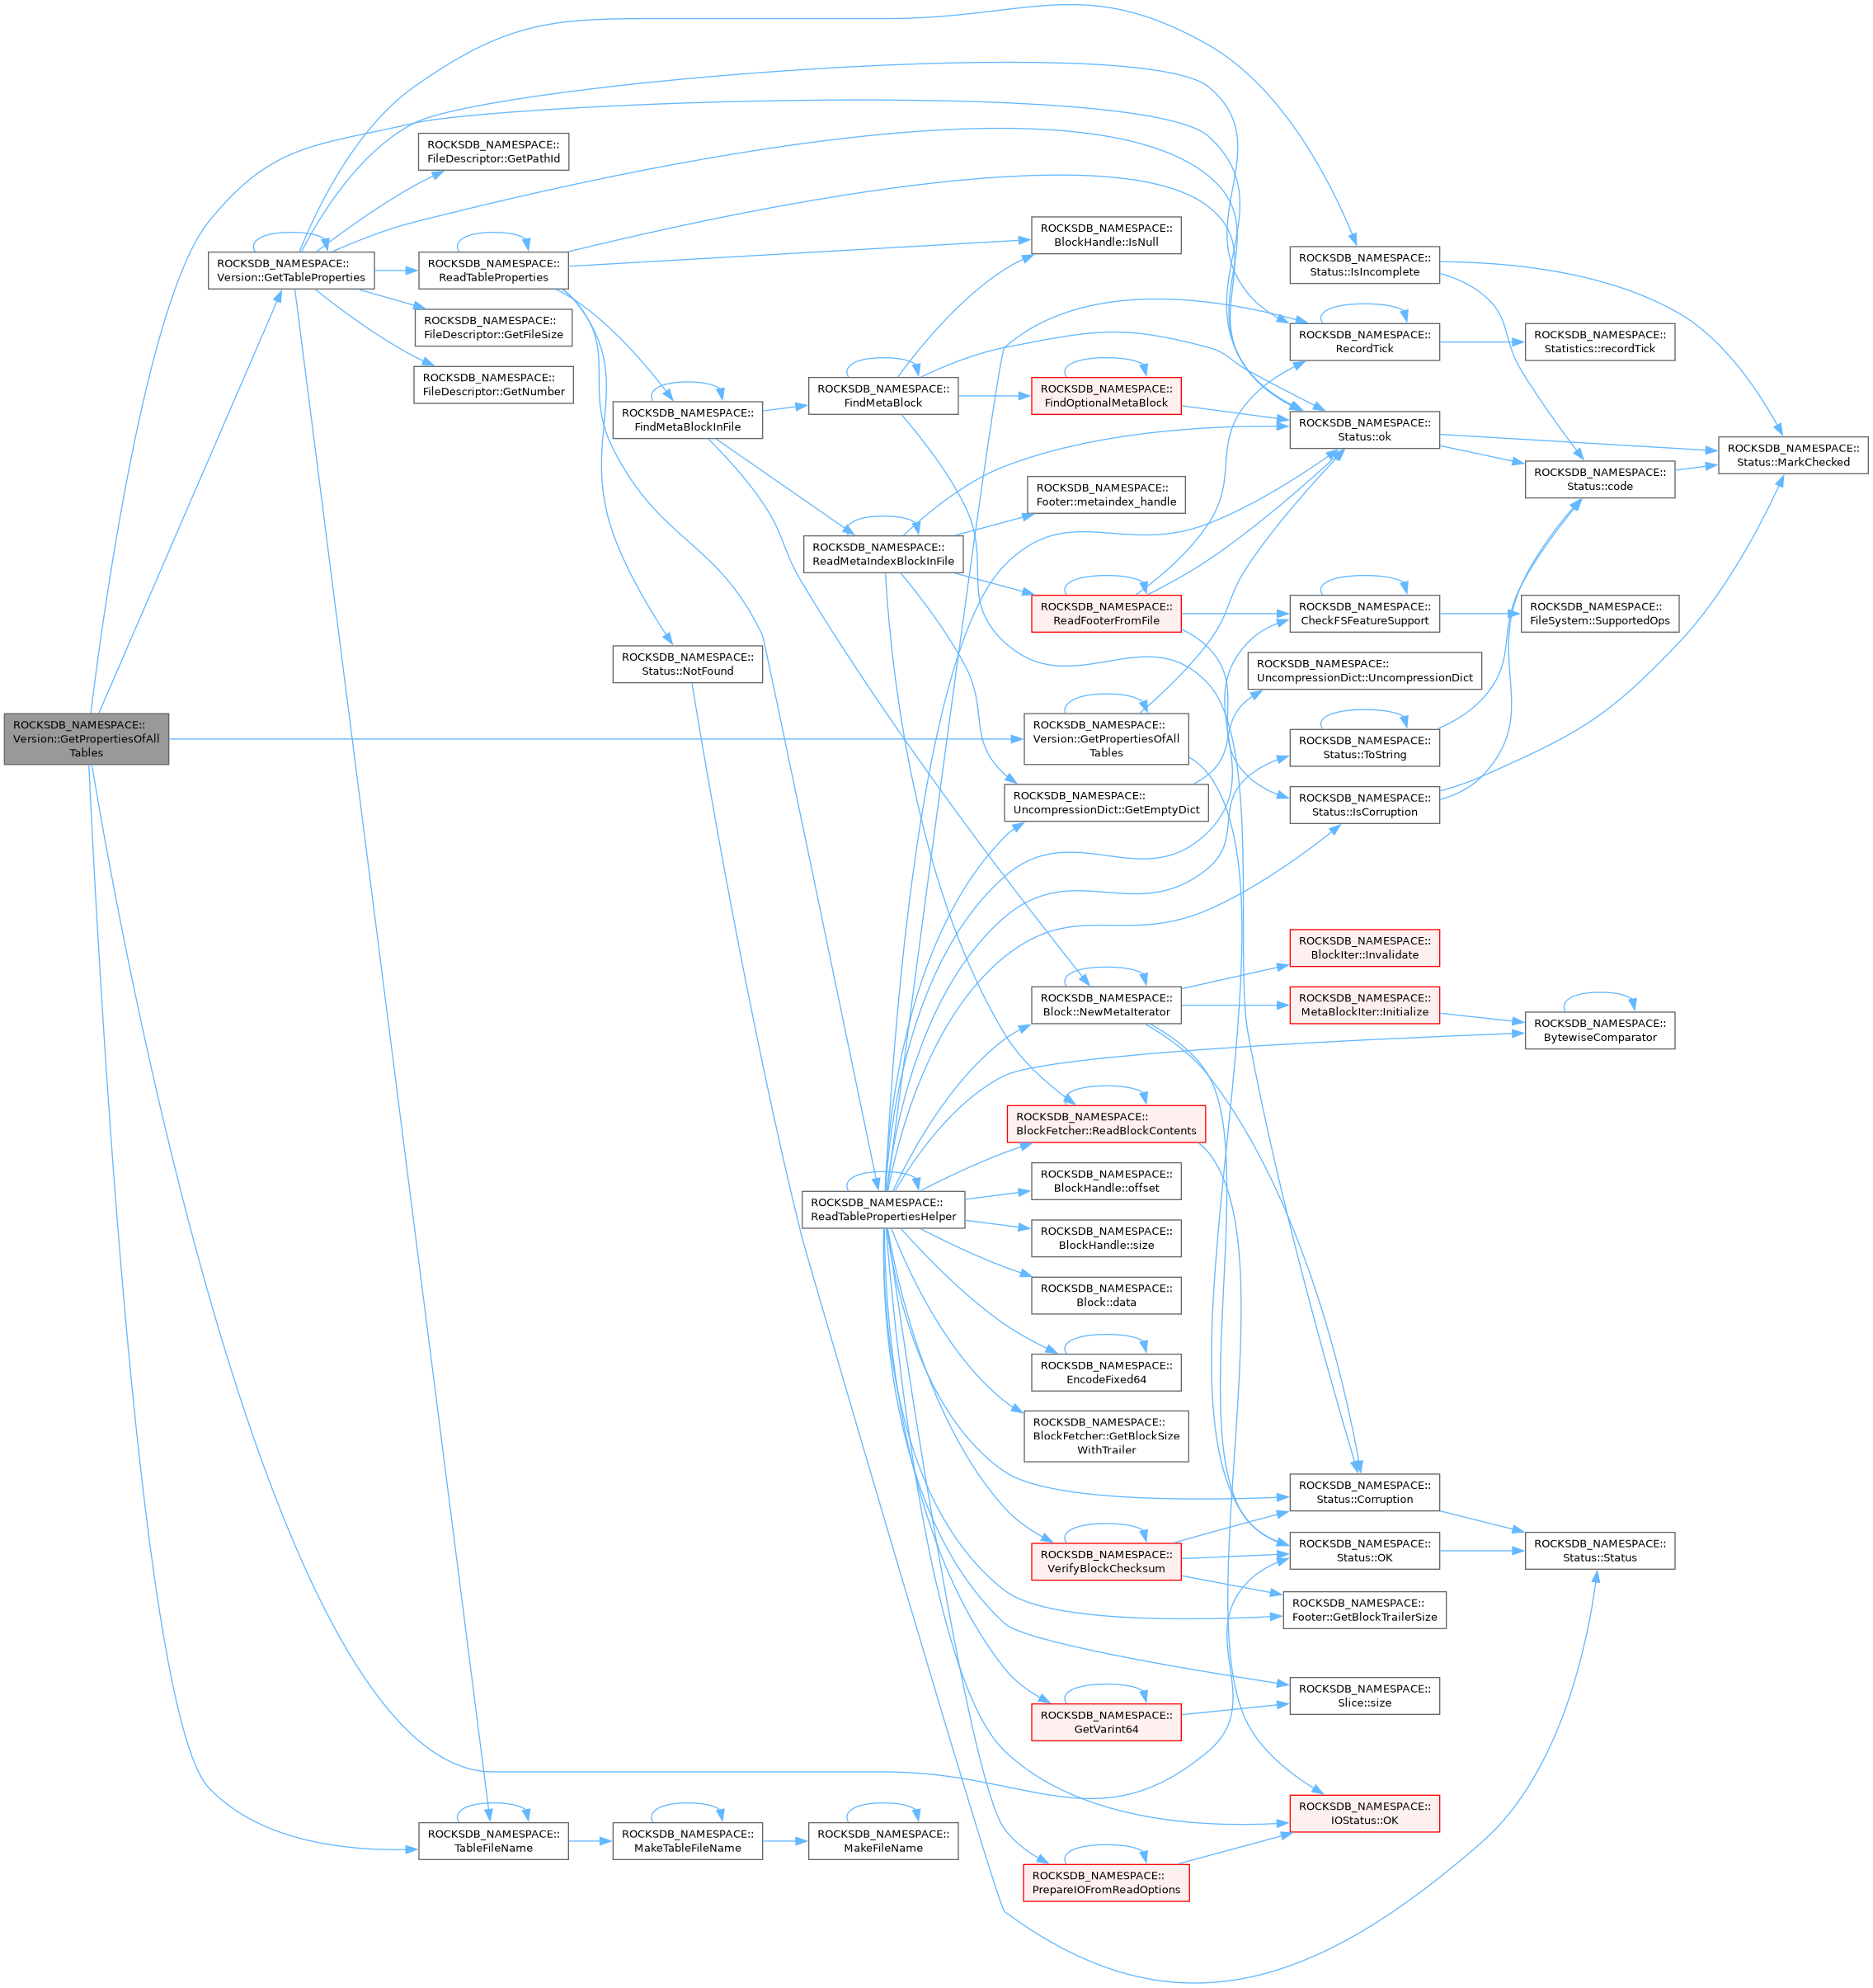 ROCKSDB_NAMESPACE::
Version::GetPropertiesOfAll
Tables
ROCKSDB_NAMESPACE::
Version::GetTableProperties
ROCKSDB_NAMESPACE::
FileDescriptor::GetPathId
ROCKSDB_NAMESPACE::
ReadTableProperties
ROCKSDB_NAMESPACE::
FileDescriptor::GetFileSize
ROCKSDB_NAMESPACE::
FileDescriptor::GetNumber
ROCKSDB_NAMESPACE::
TableFileName
ROCKSDB_NAMESPACE::
FindMetaBlockInFile
ROCKSDB_NAMESPACE::
Status::NotFound
ROCKSDB_NAMESPACE::
MakeTableFileName
ROCKSDB_NAMESPACE::
FindMetaBlock
ROCKSDB_NAMESPACE::
ReadMetaIndexBlockInFile
ROCKSDB_NAMESPACE::
ReadTablePropertiesHelper
ROCKSDB_NAMESPACE::
MakeFileName
ROCKSDB_NAMESPACE::
BlockHandle::IsNull
ROCKSDB_NAMESPACE::
FindOptionalMetaBlock
ROCKSDB_NAMESPACE::
Footer::metaindex_handle
ROCKSDB_NAMESPACE::
ReadFooterFromFile
ROCKSDB_NAMESPACE::
Version::GetPropertiesOfAll
Tables
ROCKSDB_NAMESPACE::
UncompressionDict::GetEmptyDict
ROCKSDB_NAMESPACE::
Block::NewMetaIterator
ROCKSDB_NAMESPACE::
BlockFetcher::ReadBlockContents
ROCKSDB_NAMESPACE::
BlockHandle::offset
ROCKSDB_NAMESPACE::
BlockHandle::size
ROCKSDB_NAMESPACE::
Block::data
ROCKSDB_NAMESPACE::
EncodeFixed64
ROCKSDB_NAMESPACE::
BlockFetcher::GetBlockSize
WithTrailer
ROCKSDB_NAMESPACE::
VerifyBlockChecksum
ROCKSDB_NAMESPACE::
GetVarint64
ROCKSDB_NAMESPACE::
PrepareIOFromReadOptions
ROCKSDB_NAMESPACE::
Status::IsIncomplete
ROCKSDB_NAMESPACE::
RecordTick
ROCKSDB_NAMESPACE::
Status::ok
ROCKSDB_NAMESPACE::
CheckFSFeatureSupport
ROCKSDB_NAMESPACE::
UncompressionDict::UncompressionDict
ROCKSDB_NAMESPACE::
Status::ToString
ROCKSDB_NAMESPACE::
Status::IsCorruption
ROCKSDB_NAMESPACE::
BlockIter::Invalidate
ROCKSDB_NAMESPACE::
MetaBlockIter::Initialize
ROCKSDB_NAMESPACE::
Status::Corruption
ROCKSDB_NAMESPACE::
Status::OK
ROCKSDB_NAMESPACE::
Footer::GetBlockTrailerSize
ROCKSDB_NAMESPACE::
Slice::size
ROCKSDB_NAMESPACE::
IOStatus::OK
ROCKSDB_NAMESPACE::
Statistics::recordTick
ROCKSDB_NAMESPACE::
Status::code
ROCKSDB_NAMESPACE::
FileSystem::SupportedOps
ROCKSDB_NAMESPACE::
BytewiseComparator
ROCKSDB_NAMESPACE::
Status::Status
ROCKSDB_NAMESPACE::
Status::MarkChecked